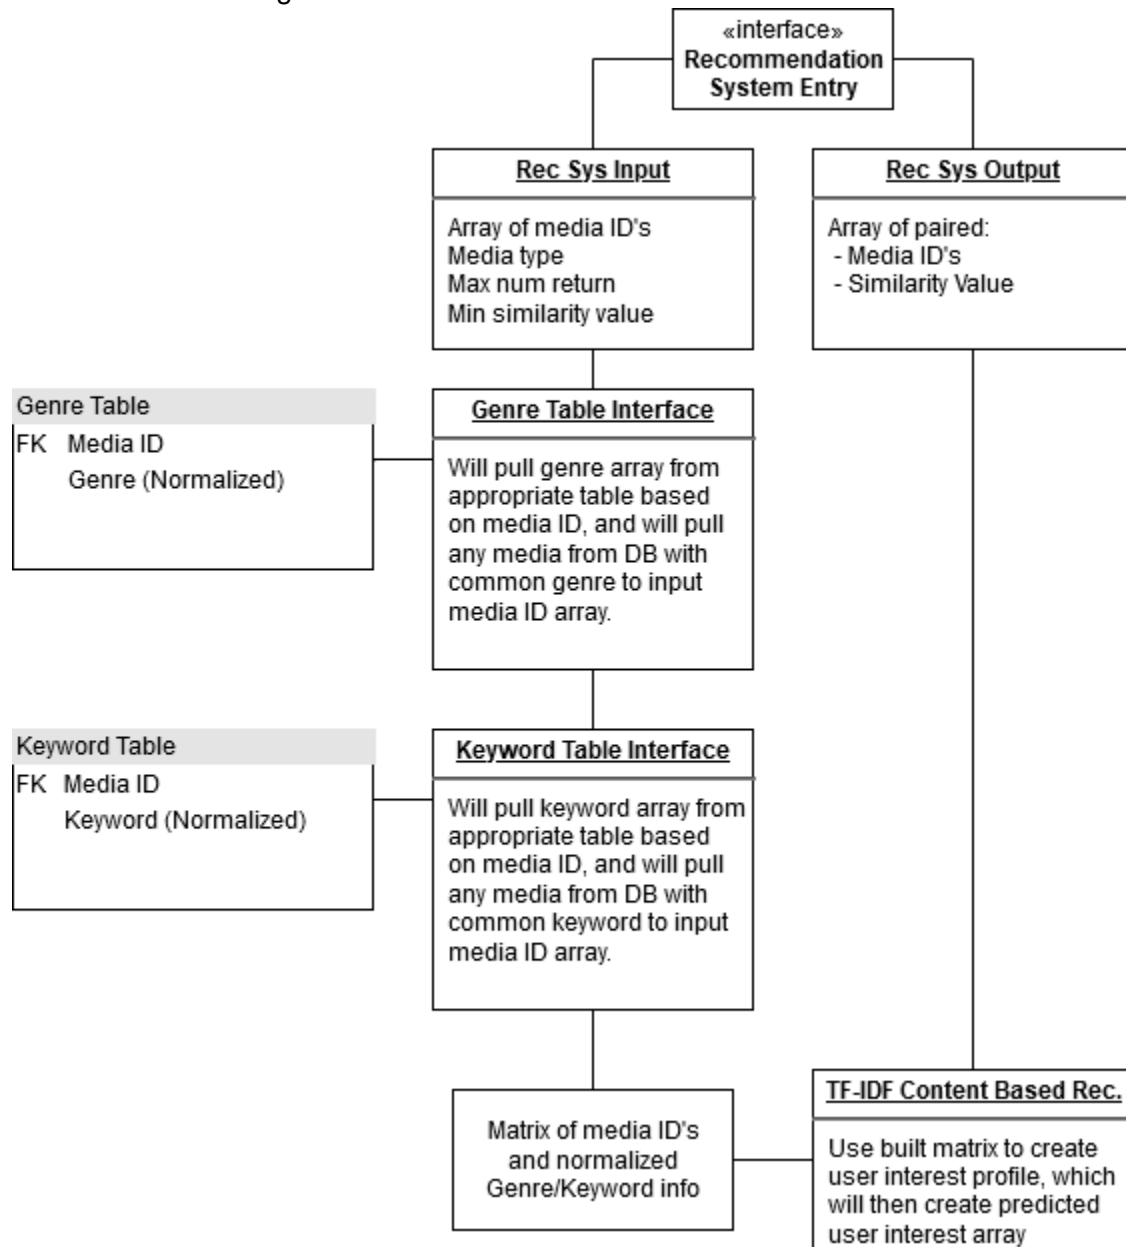 «interface»
Recommendation
System Entry
Rec Sys Input
Array of media ID's
Media type
Max num return
Min similarity value
Rec Sys Output
Array of paired:
- Media ID's
- Similarity Value
Genre Table
FK Media ID
Genre (Normalized)
Genre Table Interface
Will pull genre array from
appropriate table based
on media ID, and will pull
any media from DB with
common genre to input
media ID array.
Keyword Table
FK Media ID
Keyword (Normalized)
Keyword Table Interface
Will pull keyword array from
appropriate table based
on media ID, and will pull
any media from DB with
common keyword to input
media ID array.
Matrix of media ID's
and normalized
Genre/Keyword info
TF-IDF Content Based Rec.
Use built matrix to create
user interest profile, which
will then create predicted
user interest array